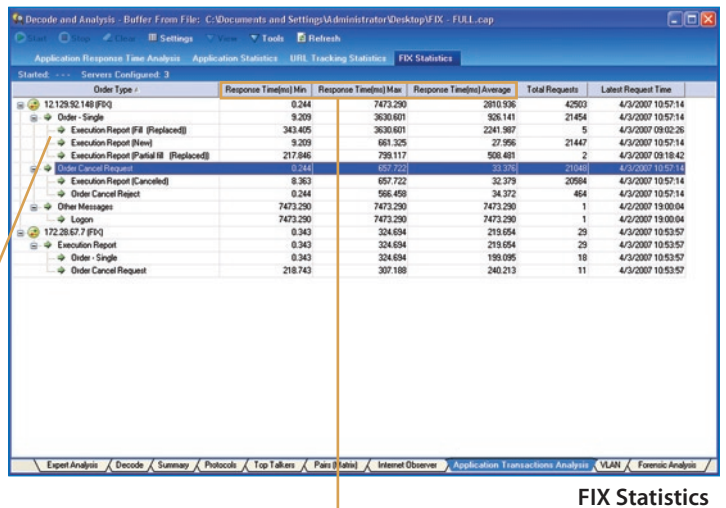 Decode and Analysis - Buffer From File: C:\Documents and Settings\Administrator\Desktop\FIX - FULL.cap
Start Stop Clear Settings View Tools Refresh
Application Response Time Analysis Application Statistics URL Tracking Statistics FIX Statistics
Started: --- Servers Configured: 3
Order Type Response Time(ms) Min Response Time(ms) Max Response Time(ms) Average Total Requests Latest Request Time
12.129.92.148 (FIX) 0.244 7473.290 2810.936 42503 4/3/2007 10:57:14
Order - Single 9.209 3630.601 926.141 21454 4/3/2007 10:57:14
Execution Report (Fill (Replaced)) 343.405 3630.601 2241.987 5 4/3/2007 09:02:26
Execution Report (New) 9.209 661.325 27.956 21447 4/3/2007 10:57:14
Execution Report (Partial fill (Replaced)) 217.846 799.117 508.481 2 4/3/2007 09:18:42
Order Cancel Request 0.244 657.722 33.376 21048 4/3/2007 10:57:14
Execution Report (Canceled) 8.363 657.722 32.379 20584 4/3/2007 10:57:14
Order Cancel Reject 0.244 566.458 34.372 464 4/3/2007 10:57:14
Other Messages 7473.290 7473.290 7473.290 1 4/2/2007 19:00:04
Logon 7473.290 7473.290 7473.290 1 4/2/2007 19:00:04
172.28.67.7 (FIX) 0.343 324.694 219.654 29 4/3/2007 10:53:57
Execution Report 0.343 324.694 219.654 29 4/3/2007 10:53:57
Order - Single 0.343 324.694 199.095 18 4/3/2007 10:53:57
Order Cancel Request 218.743 307.188 240.213 11 4/3/2007 10:53:57
Expert Analysis Decode Summary Protocols Top Talkers Pairs (Matrix) Internet Observer Application Transactions Analysis VLAN Forensic Analysis
FIX Statistics